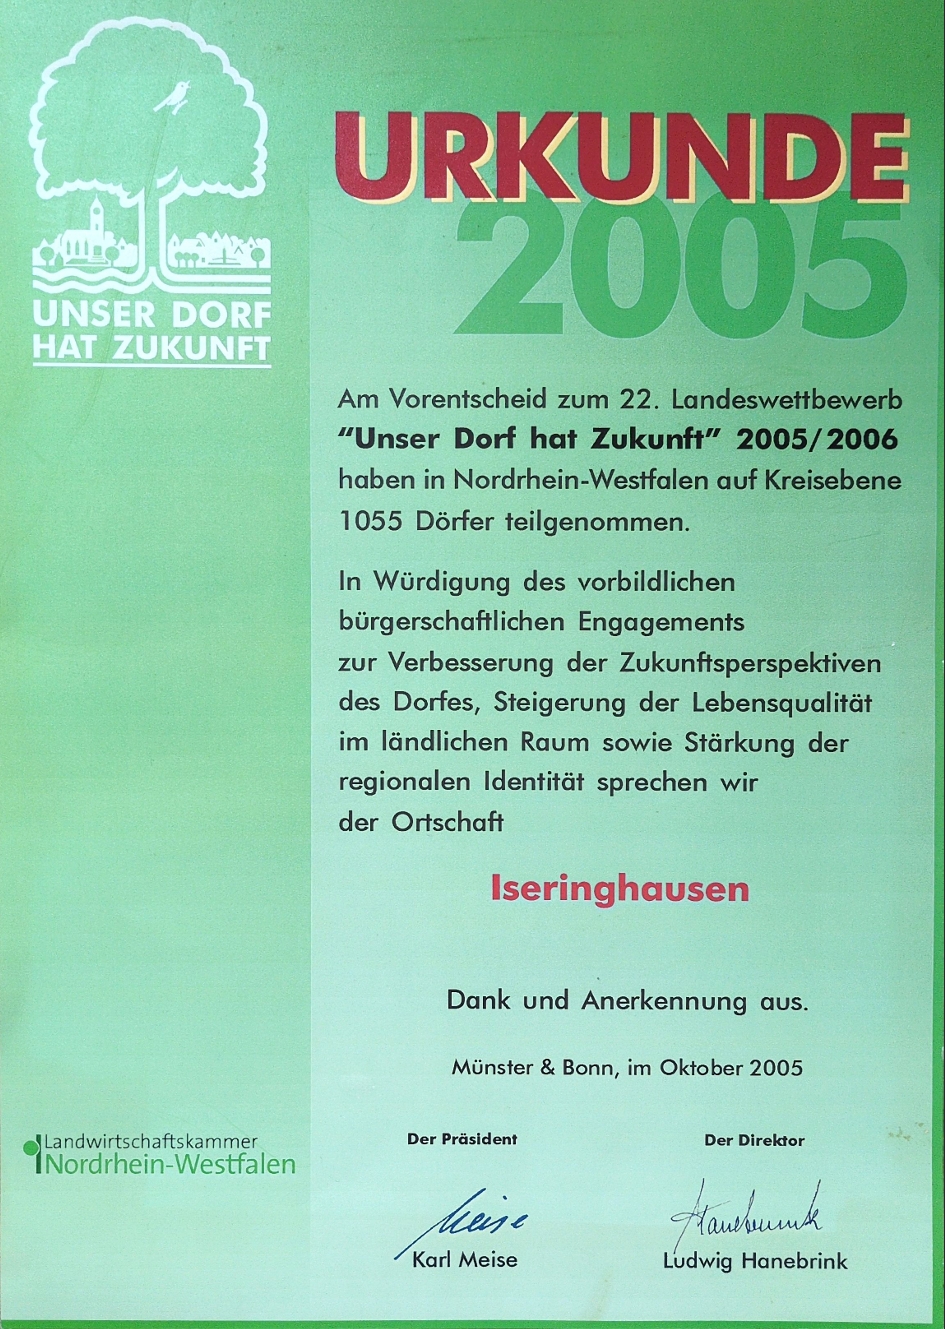 URKUNDE
2005
UNSER DORF
HAT ZUKUNFT
Am Vorentscheid zum 22. Landeswettbewerb
“Unser Dorf hat Zukunft” 2005/2006
haben in Nordrhein-Westfalen auf Kreisebene
1055 Dörfer teilgenommen.
In Würdigung des vorbildlichen
bürgerschaftlichen Engagements
zur Verbesserung der Zukunftsperspektiven
des Dorfes, Steigerung der Lebensqualität
im ländlichen Raum sowie Stärkung der
regionalen Identität sprechen wir
der Ortschaft
Iseringhausen
Dank und Anerkennung aus.
Münster & Bonn, im Oktober 2005
Landwirtschaftskammer
Nordrhein-Westfalen
Der Präsident
Meise
Karl Meise
Der Direktor
Hanebrink
Ludwig Hanebrink